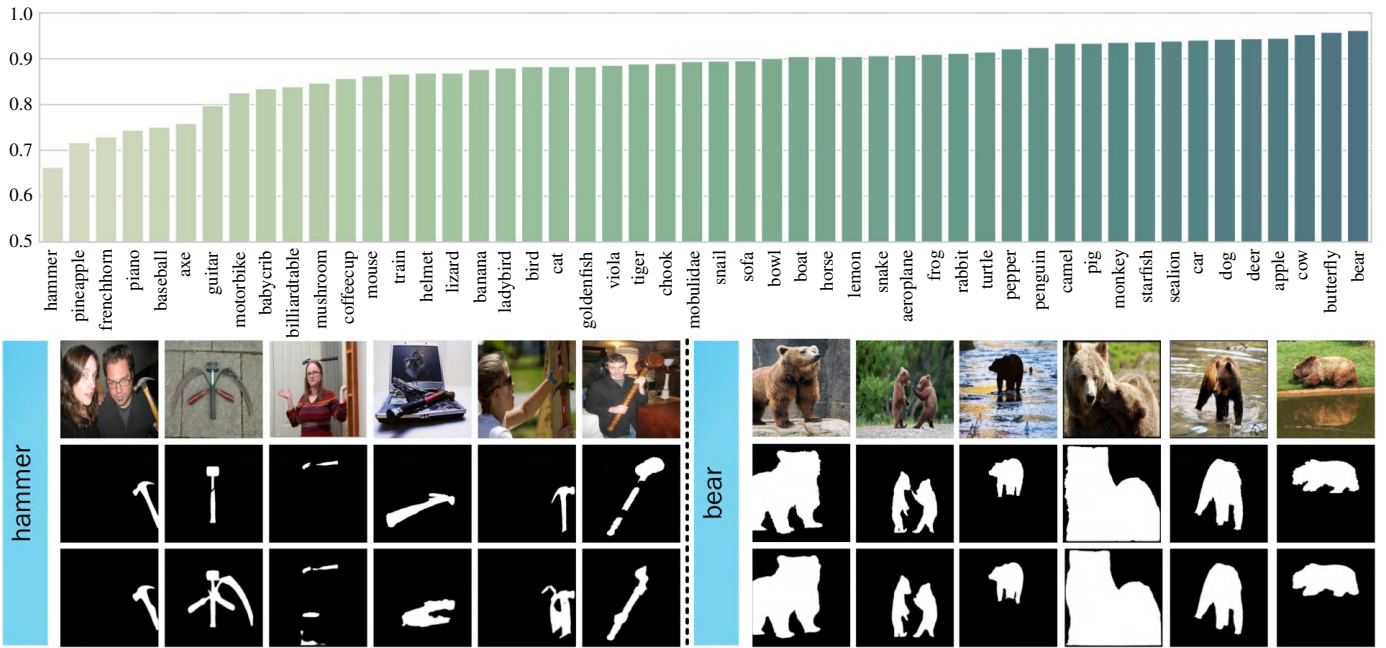 1.0
0.9
0.8
0.7
0.6
0.5
hammer
pineapple
frenchhorn
piano
baseball
axe
guitar
motorbike
babycrib
billiardtable
mushroom
coffeecup
mouse
train
helmet
lizard
banana
ladybird
bird
cat
goldenfish
viola
tiger
chook
mobulidae
snail
sofa
bowl
boat
horse
lemon
snake
aeroplane
frog
rabbit
turtle
pepper
penguin
camel
pig
monkey
starfish
sealion
car
dog
deer
apple
cow
butterfly
bear
hammer
bear